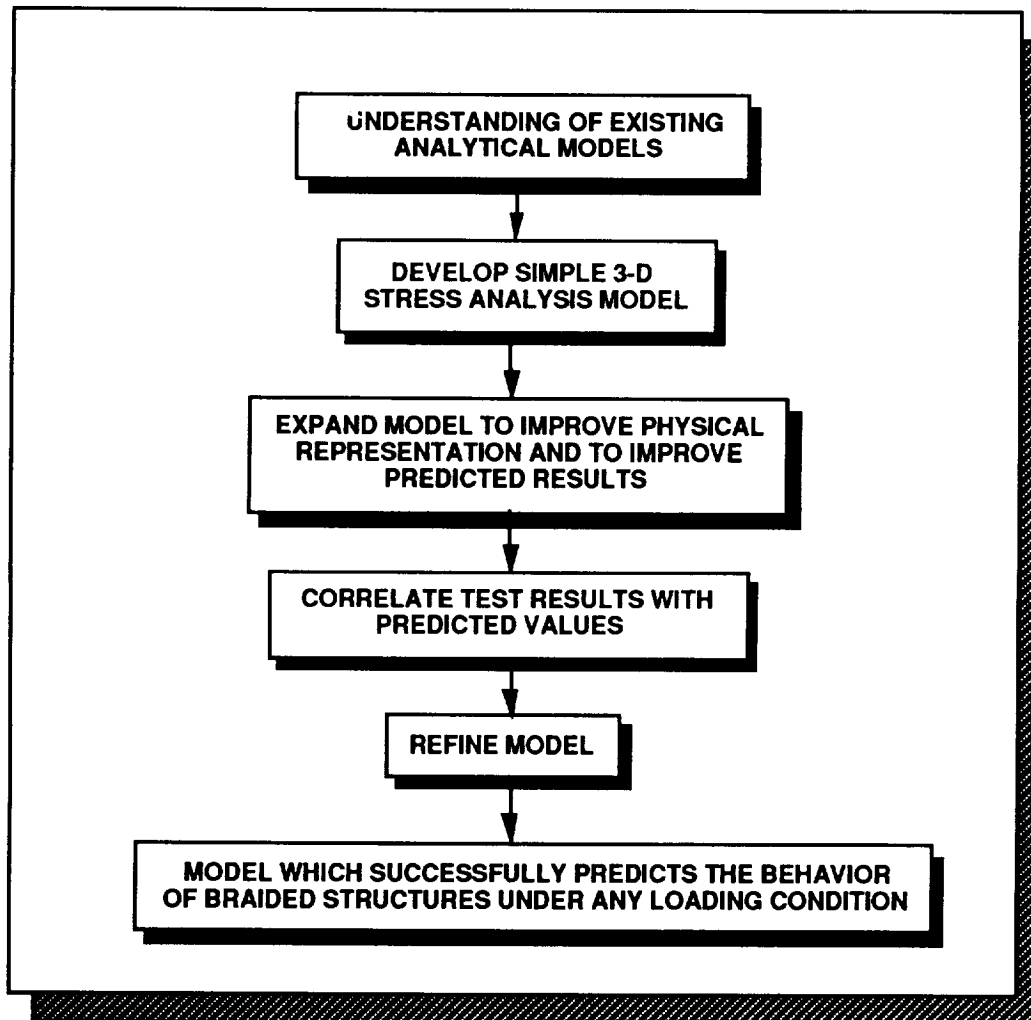 UNDERSTANDING OF EXISTING
ANALYTICAL MODELS
DEVELOP SIMPLE 3-D
STRESS ANALYSIS MODEL
EXPAND MODEL TO IMPROVE PHYSICAL
REPRESENTATION AND TO IMPROVE
PREDICTED RESULTS
CORRELATE TEST RESULTS WITH
PREDICTED VALUES
REFINE MODEL
MODEL WHICH SUCCESSFULLY PREDICTS THE BEHAVIOR
OF BRAIDED STRUCTURES UNDER ANY LOADING CONDITION